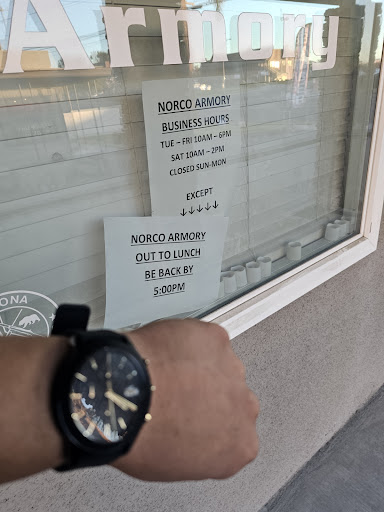 Armory
NORCO ARMORY
BUSINESS HOURS
TUE – FRI 10AM – 6PM
SAT 10AM – 2PM
CLOSED SUN-MON
EXCEPT
↓↓↓↓↓
NORCO ARMORY
OUT TO LUNCH
BE BACK BY
5:00PM
ONA